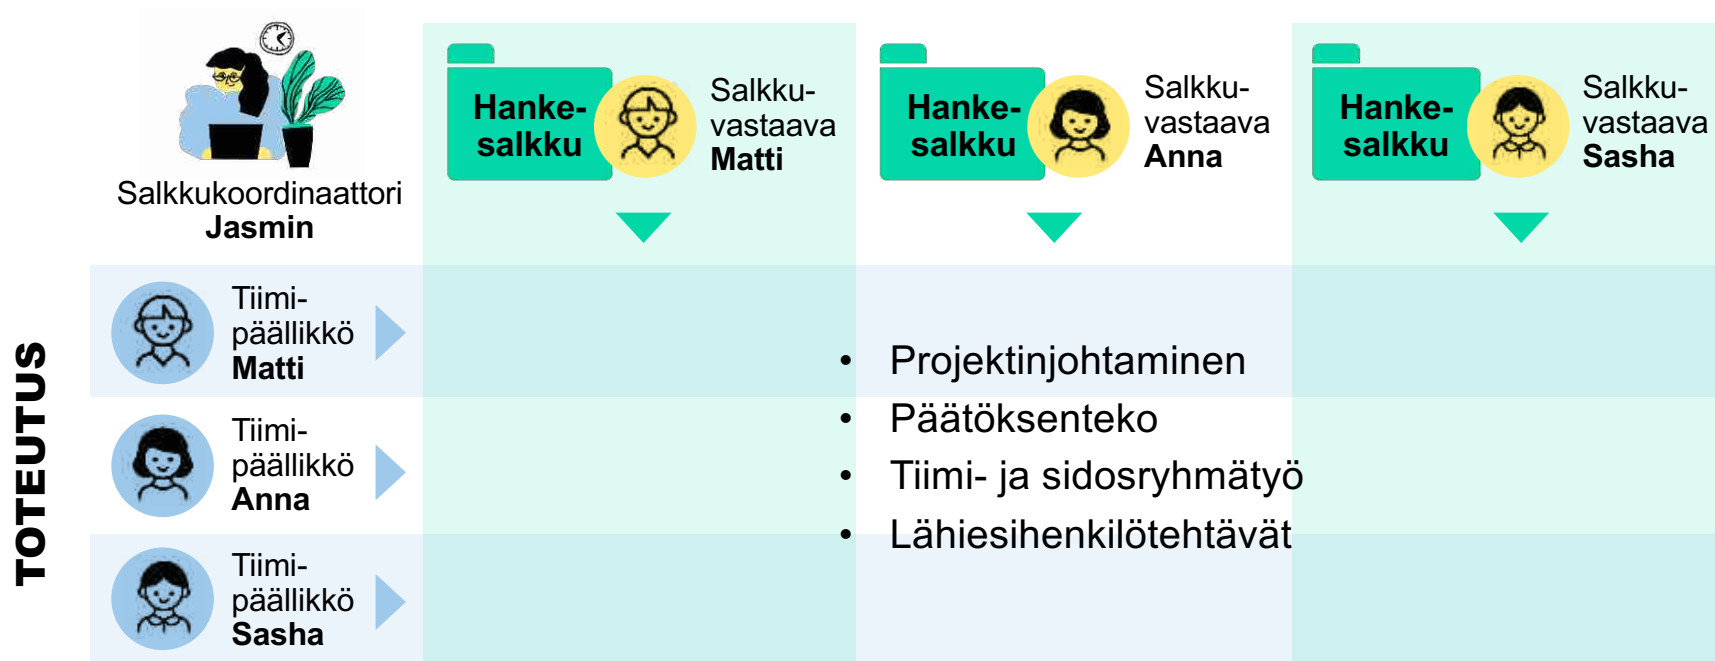 Salkkukoordinaattori
Jasmin
Hanke-
salkku
Salkku-
vastaava
Matti
Hanke-
salkku
Salkku-
vastaava
Anna
Hanke-
salkku
Salkku-
vastaava
Sasha
TOTEUTUS
Tiimi-
päällikkö
Matti
Tiimi-
päällikkö
Anna
Tiimi-
päällikkö
Sasha
• Projektinjohtaminen
• Päätöksenteko
• Tiimi- ja sidosryhmätyö
• Lähiesihenkilötehtävät